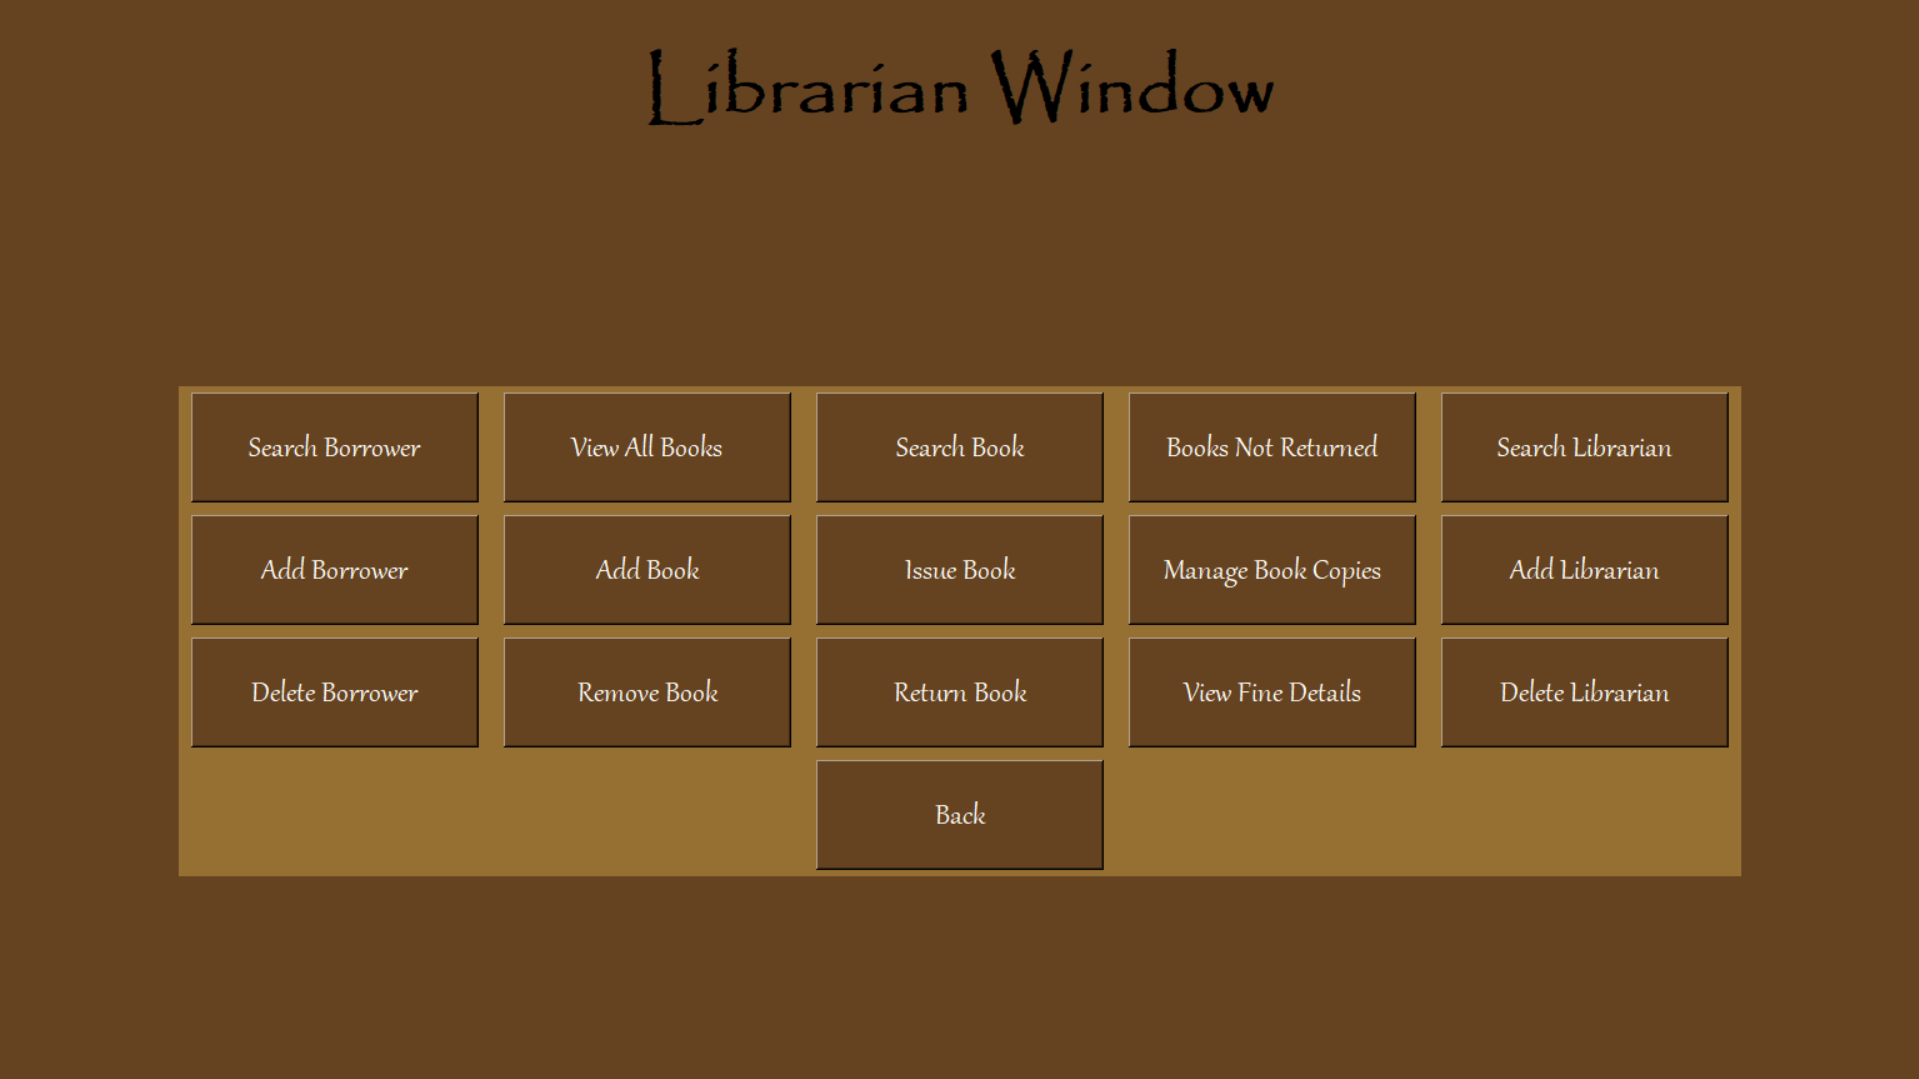 Librarian Window
Search Borrower
View All Books
Search Book
Books Not Returned
Search Librarian
Add Borrower
Add Book
Issue Book
Manage Book Copies
Add Librarian
Delete Borrower
Remove Book
Return Book
View Fine Details
Delete Librarian
Back